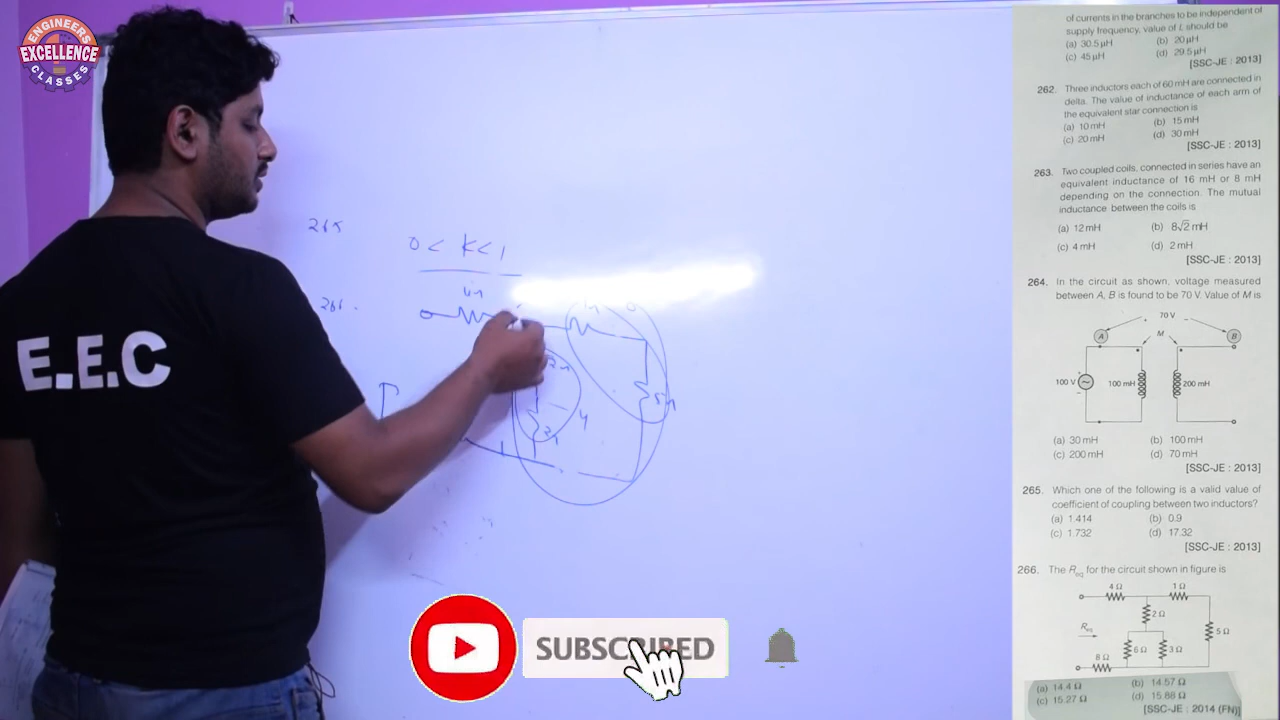 ENGINEERS
EXCELLENCE
CLASSES
E.E.C
265
0 < K < 1
266.
4Ω
1Ω
2Ω
5Ω
4
2Ω
SUBSCRIBED
of currents in the branches to be independent of
supply frequency, value of L should be
(a) 30.5 μH (b) 20 μH
(c) 45 μH (d) 29.5 μH
[SSC-JE : 2013]
262. Three inductors each of 60 mH are connected in
delta. The value of inductance of each arm of
the equivalent star connection is
(a) 10 mH (b) 15 mH
(c) 20 mH (d) 30 mH
[SSC-JE : 2013]
263. Two coupled coils, connected in series have an
equivalent inductance of 16 mH or 8 mH
depending on the connection. The mutual
inductance between the coils is
(a) 12 mH (b) 8√2 mH
(c) 4 mH (d) 2 mH
[SSC-JE : 2013]
264. In the circuit as shown, voltage measured
between A, B is found to be 70 V. Value of M is
70 V
+ −
A M B
100 V 100 mH 200 mH
(a) 30 mH (b) 100 mH
(c) 200 mH (d) 70 mH
[SSC-JE : 2013]
265. Which one of the following is a valid value of
coefficient of coupling between two inductors?
(a) 1.414 (b) 0.9
(c) 1.732 (d) 17.32
[SSC-JE : 2013]
266. The Req for the circuit shown in figure is
4 Ω 1 Ω
2 Ω
Req 5 Ω
6 Ω 3 Ω
8 Ω
(a) 14.4 Ω (b) 14.57 Ω
(c) 15.27 Ω (d) 15.88 Ω
[SSC-JE : 2014 (FN)]